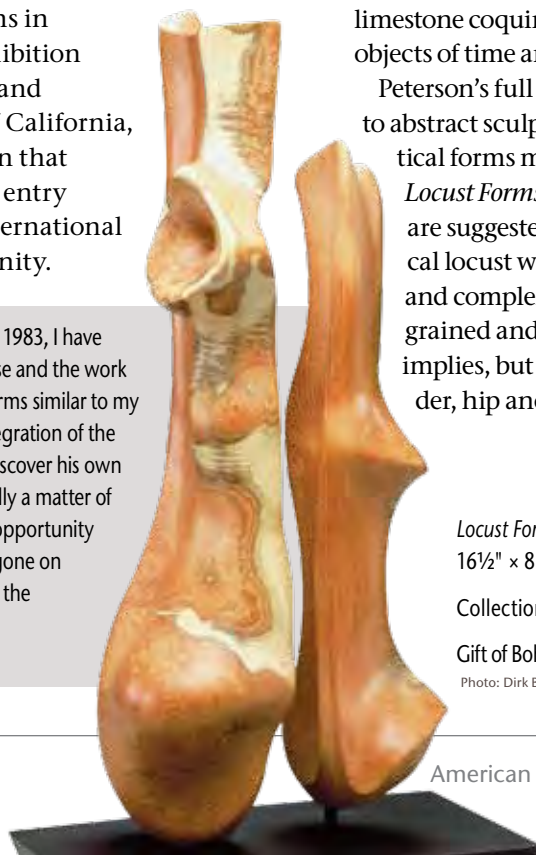 ns in
ibition
and
California,
n that
entry
ernational
nity.
1983, I have
se and the work
rms similar to my
egration of the
scover his own
lly a matter of
opportunity
gone on
the
limestone coquin
objects of time an
Peterson’s full
to abstract sculp
tical forms m
Locust Forms
are suggeste
cal locust w
and comple
grained and
implies, but
der, hip and
Locust For
16½" × 8
Collection
Gift of Bol
Photo: Dirk B
American